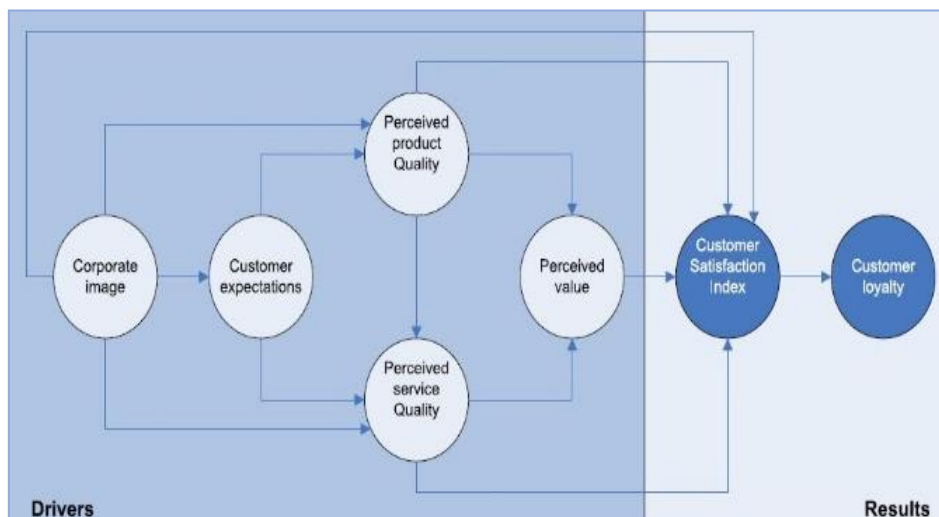 Perceived
product
Quality
Corporate
image
Customer
expectations
Perceived
value
Customer
Satisfaction
Index
Customer
loyalty
Perceived
service
Quality
Drivers
Results